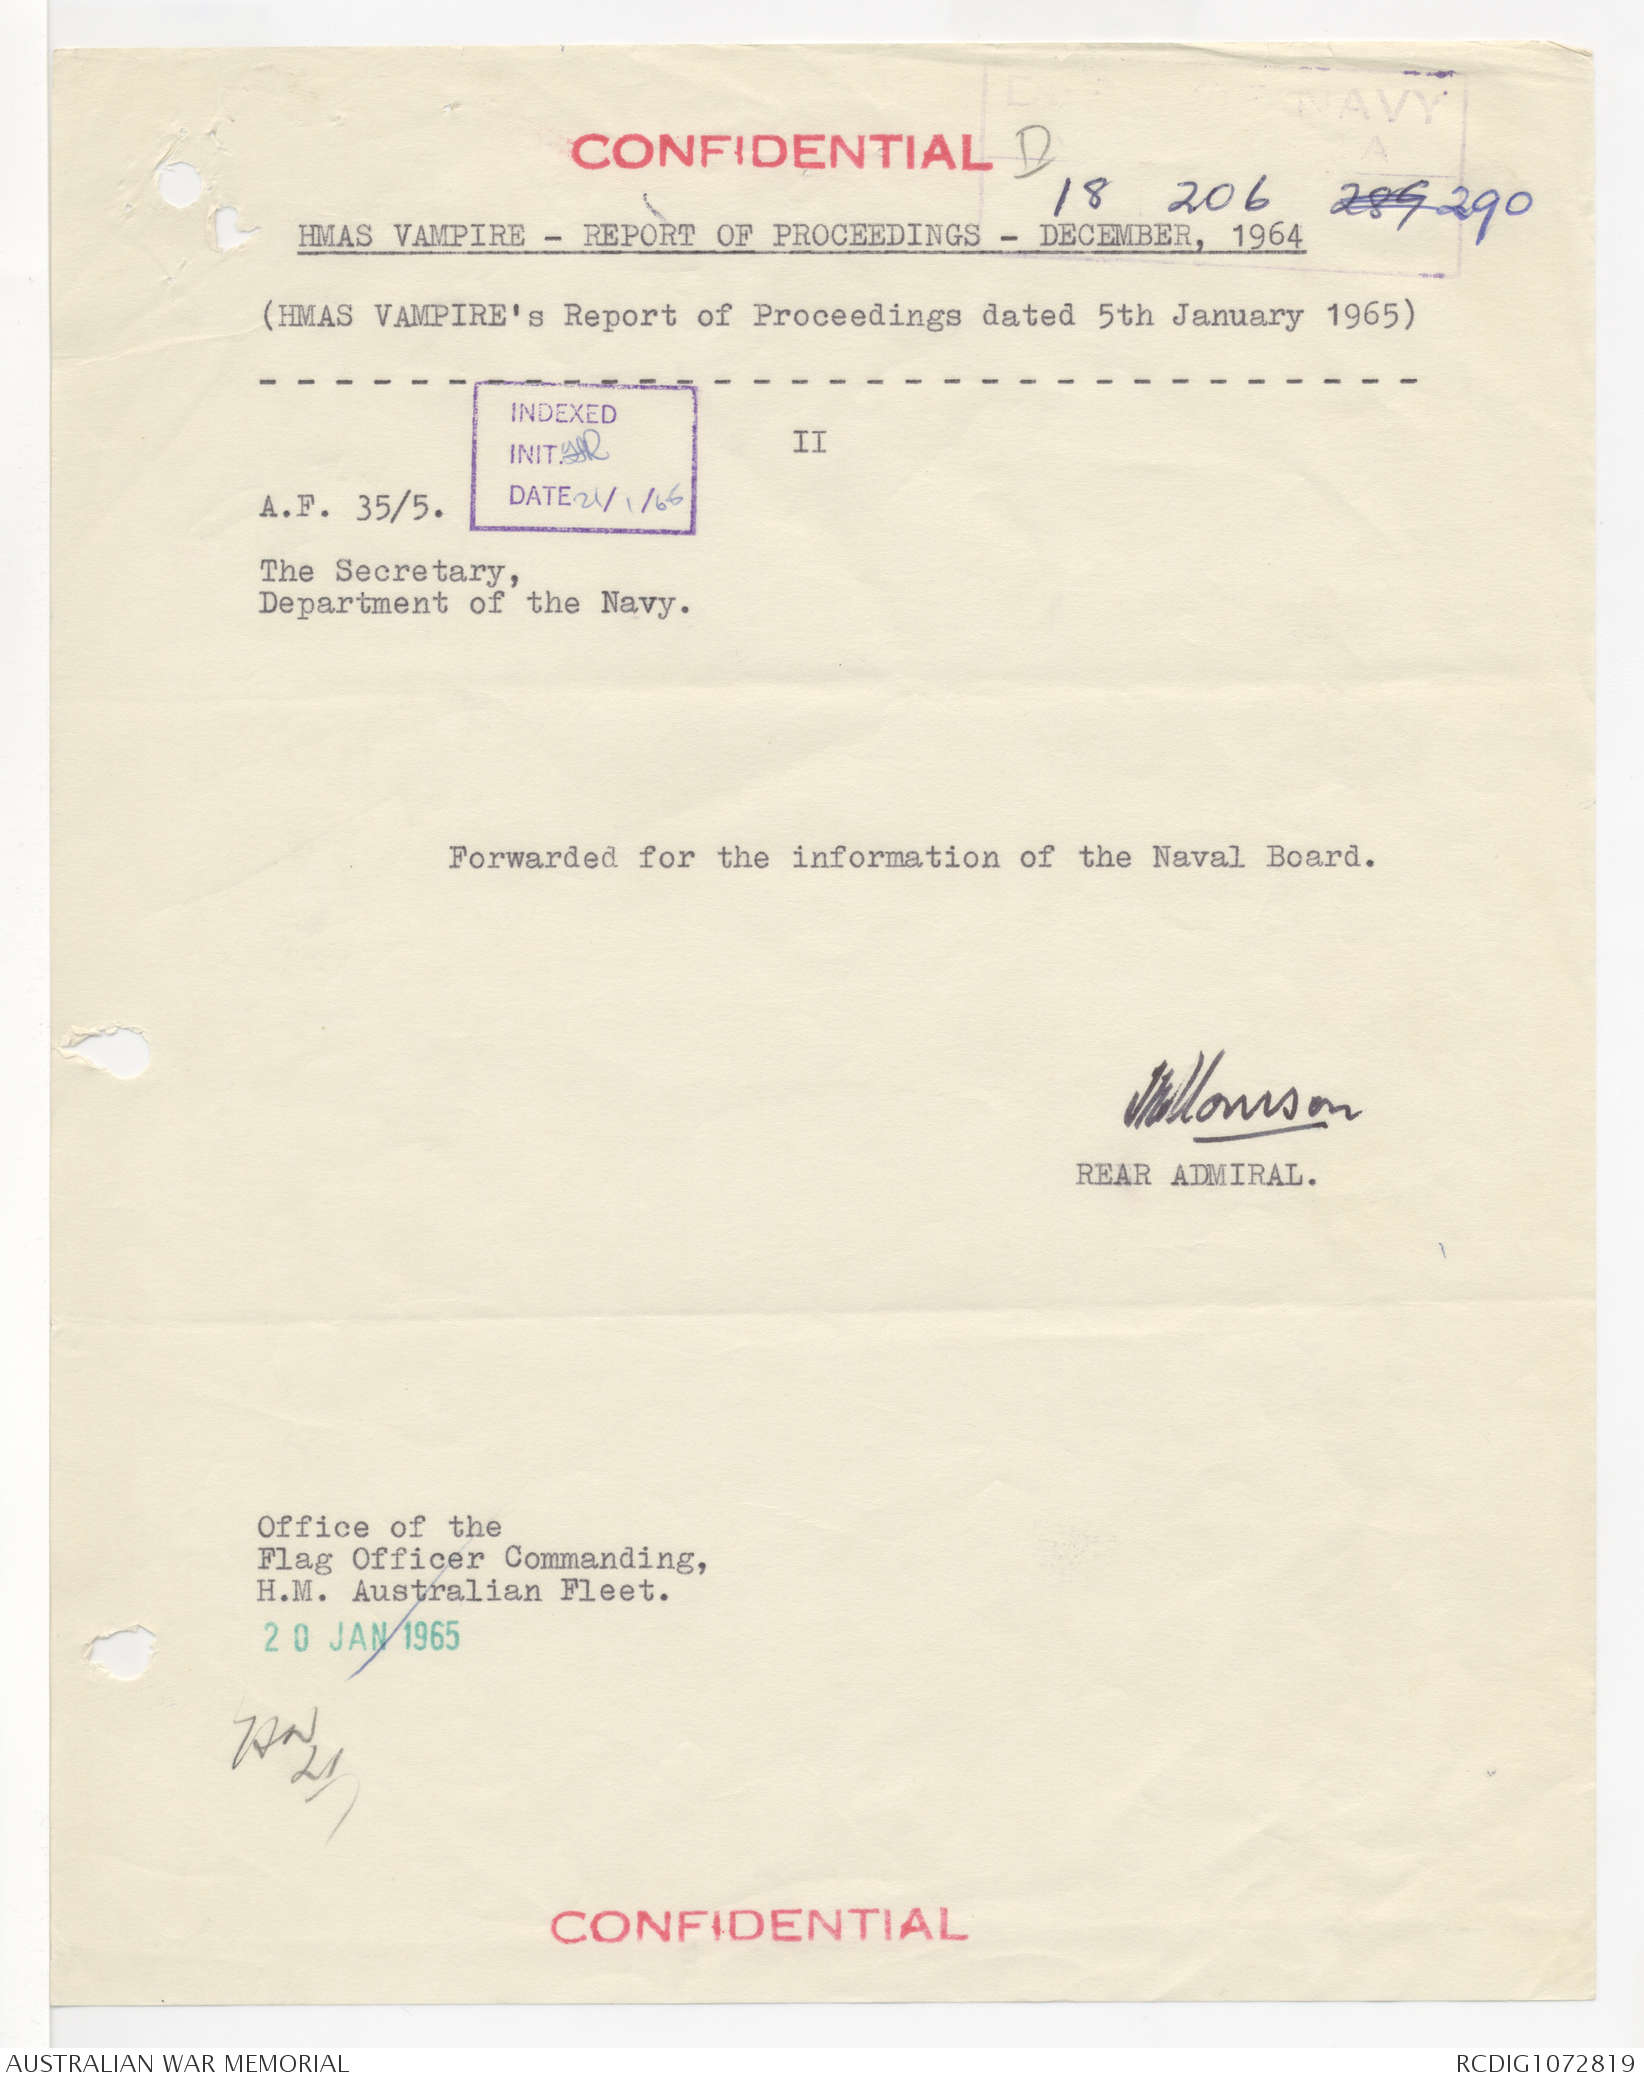 NAVY
A
CONFIDENTIAL D
18 206 289 290
HMAS VAMPIRE - REPORT OF PROCEEDINGS - DECEMBER, 1964
(HMAS VAMPIRE's Report of Proceedings dated 5th January 1965)
- - - - - - - - - - - - - - - - - - - - - - - - - - - - - - -
INDEXED
INIT.
DATE 21/1/66
II
A.F. 35/5.
The Secretary,
Department of the Navy.
Forwarded for the information of the Naval Board.
REAR ADMIRAL.
Office of the
Flag Officer Commanding,
H.M. Australian Fleet.
20 JAN 1965
21
CONFIDENTIAL
AUSTRALIAN WAR MEMORIAL
RCDIG1072819